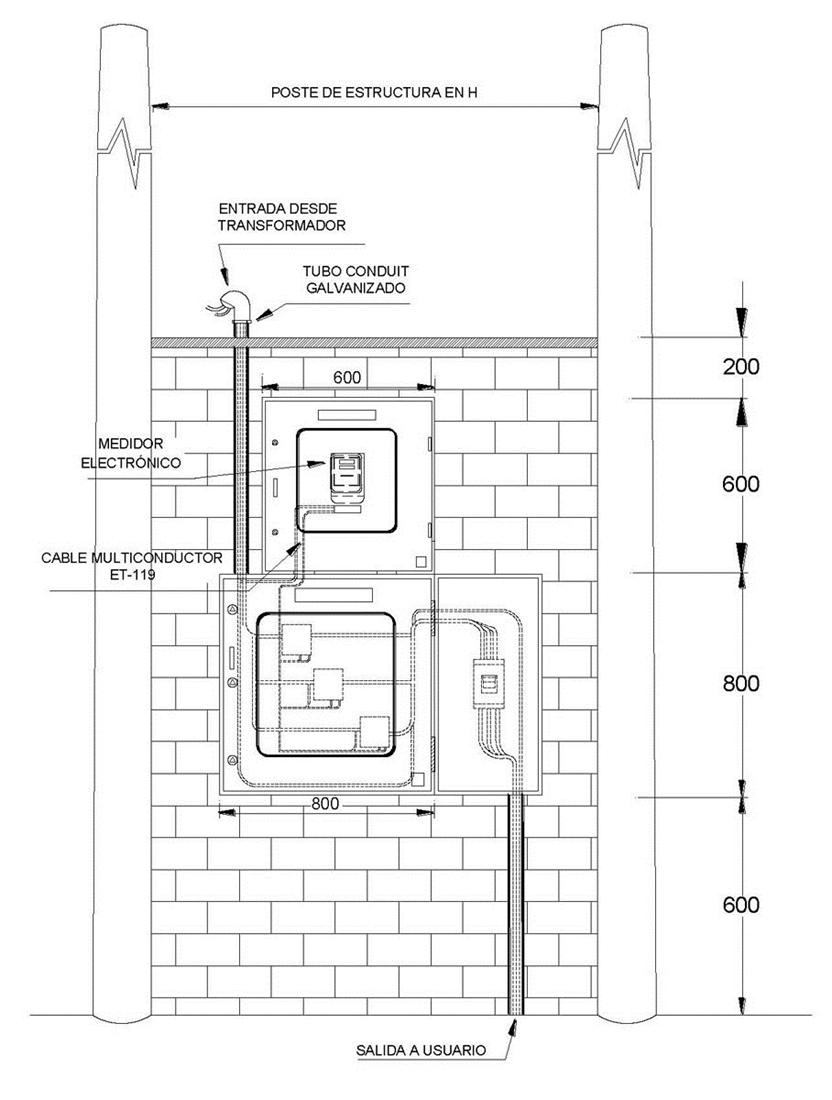 POSTE DE ESTRUCTURA EN H
ENTRADA DESDE
TRANSFORMADOR
TUBO CONDUIT
GALVANIZADO
200
600
MEDIDOR
ELECTRÓNICO
600
CABLE MULTICONDUCTOR
ET-119
800
800
600
SALIDA A USUARIO